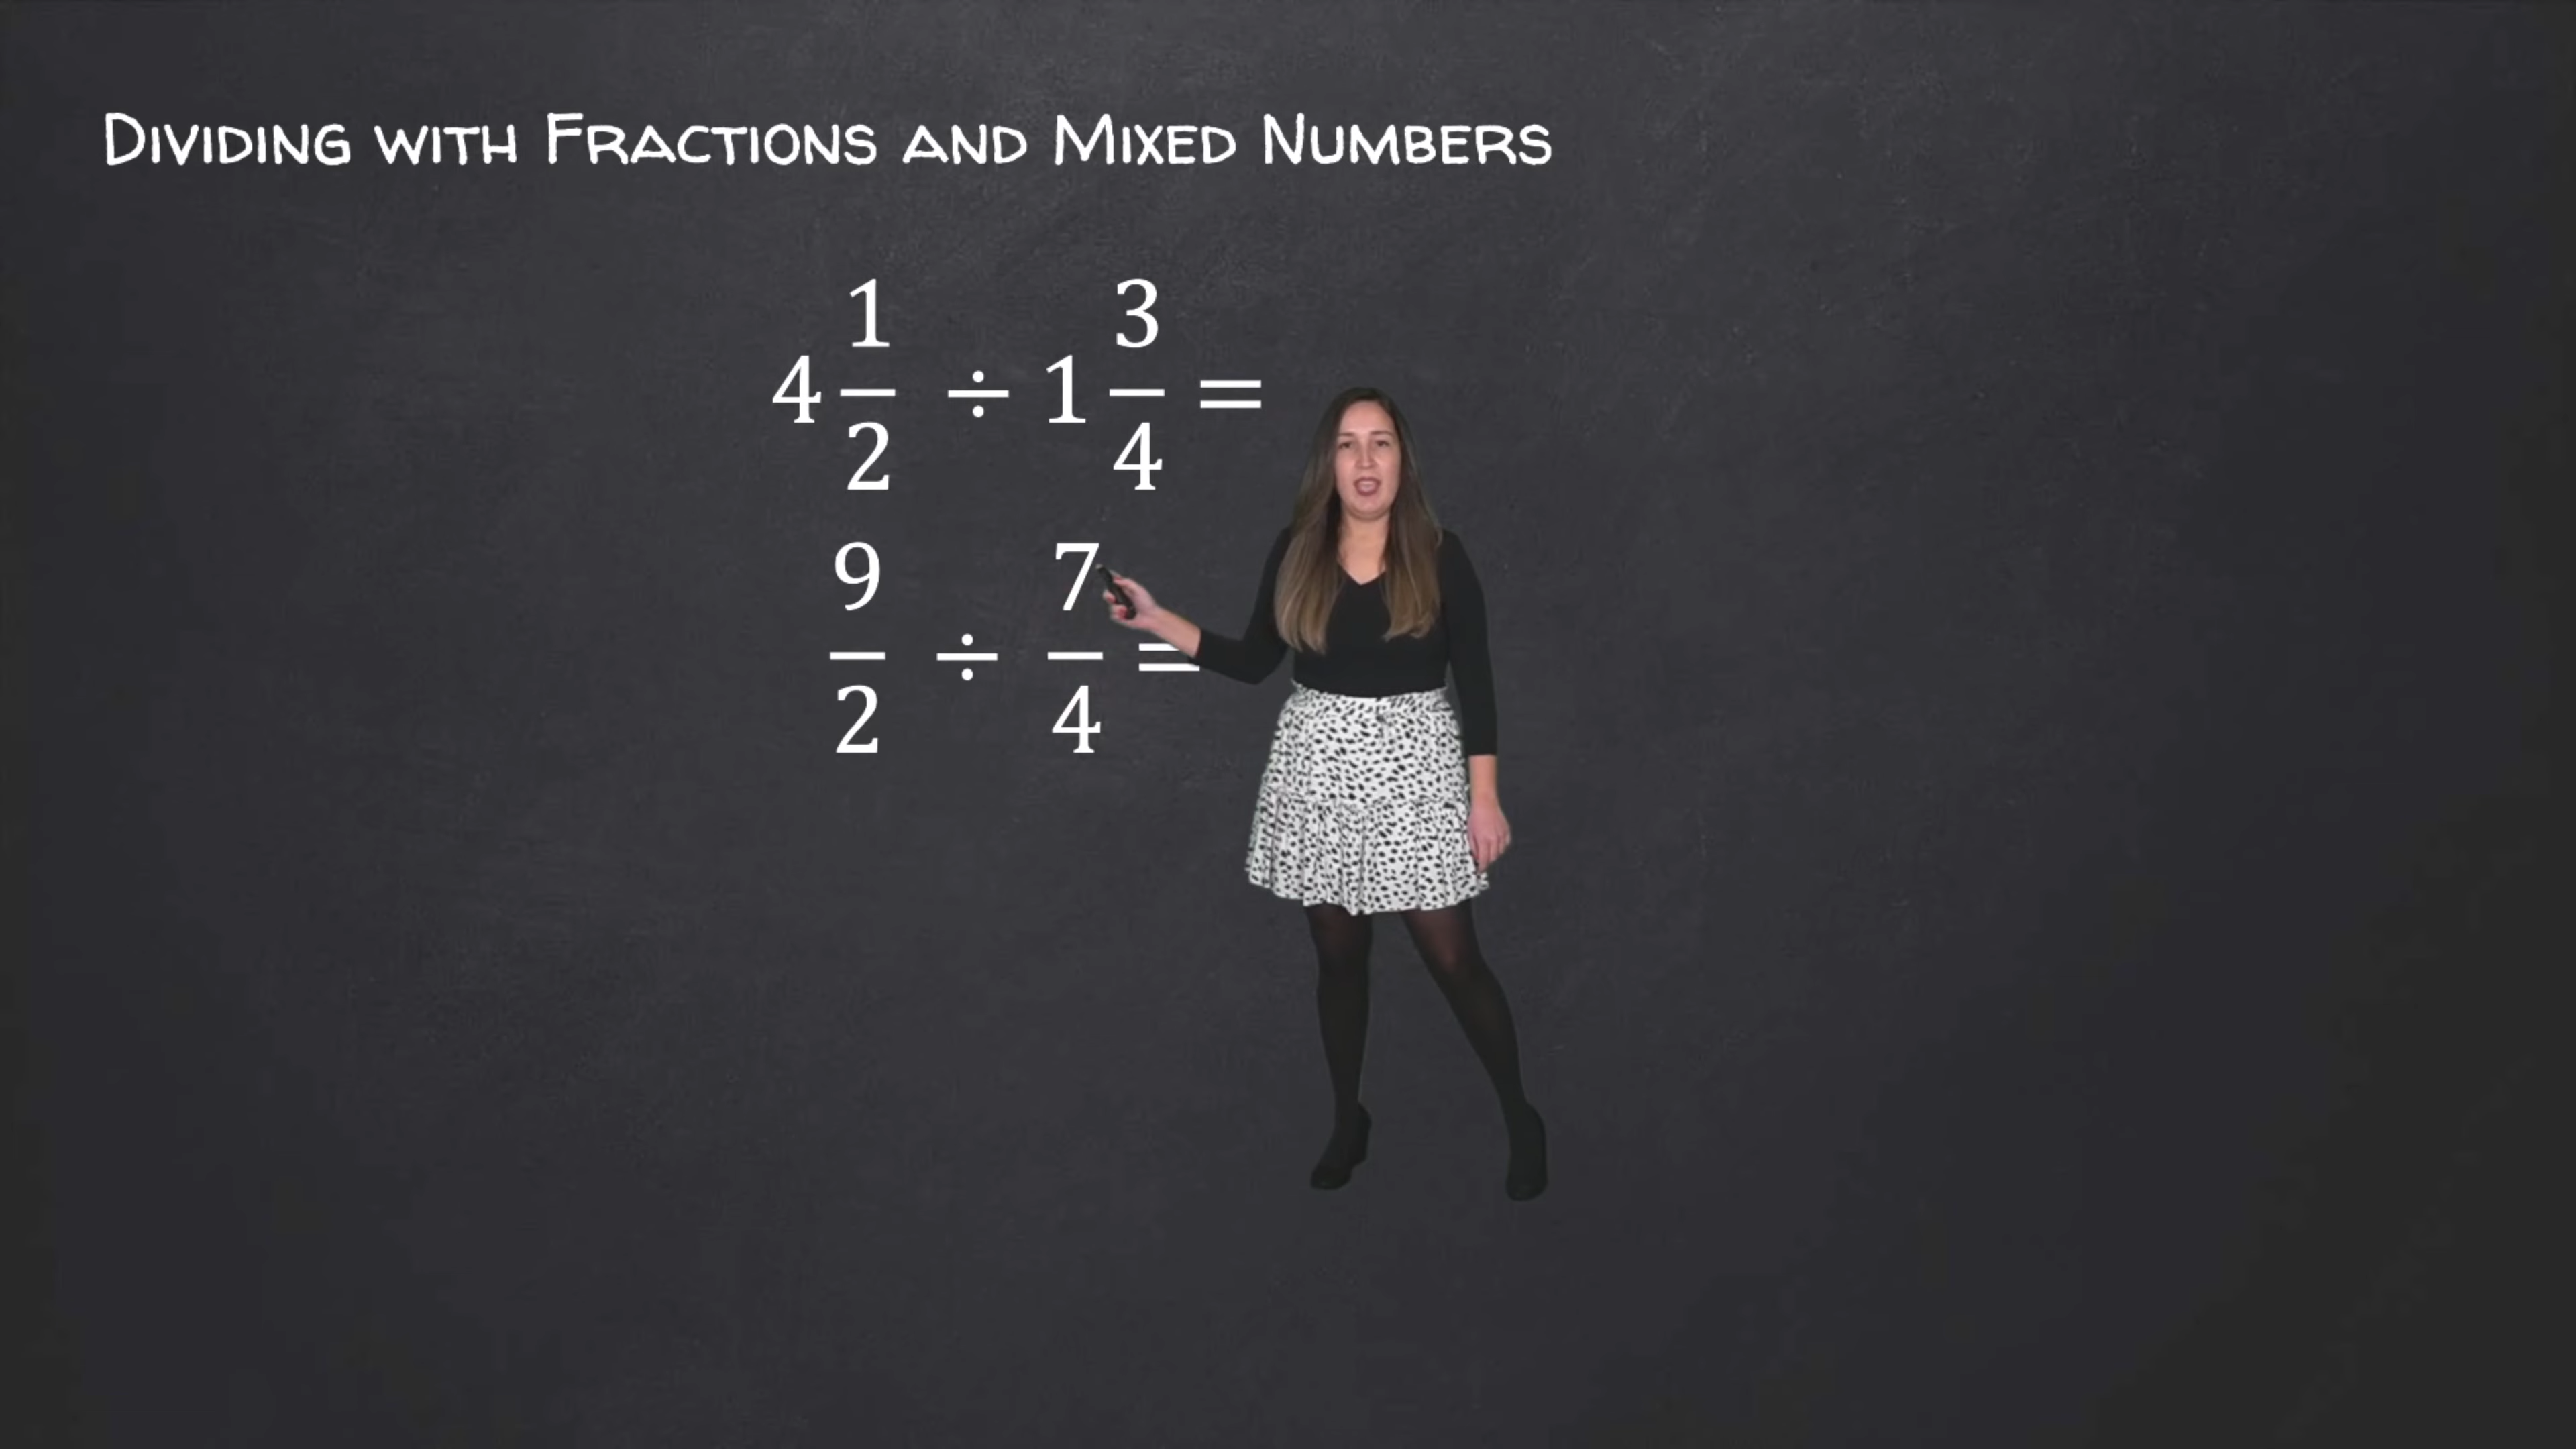 Dividing with Fractions and Mixed Numbers
4 1/2 ÷ 1 3/4 =
9/2 ÷ 7/4 =